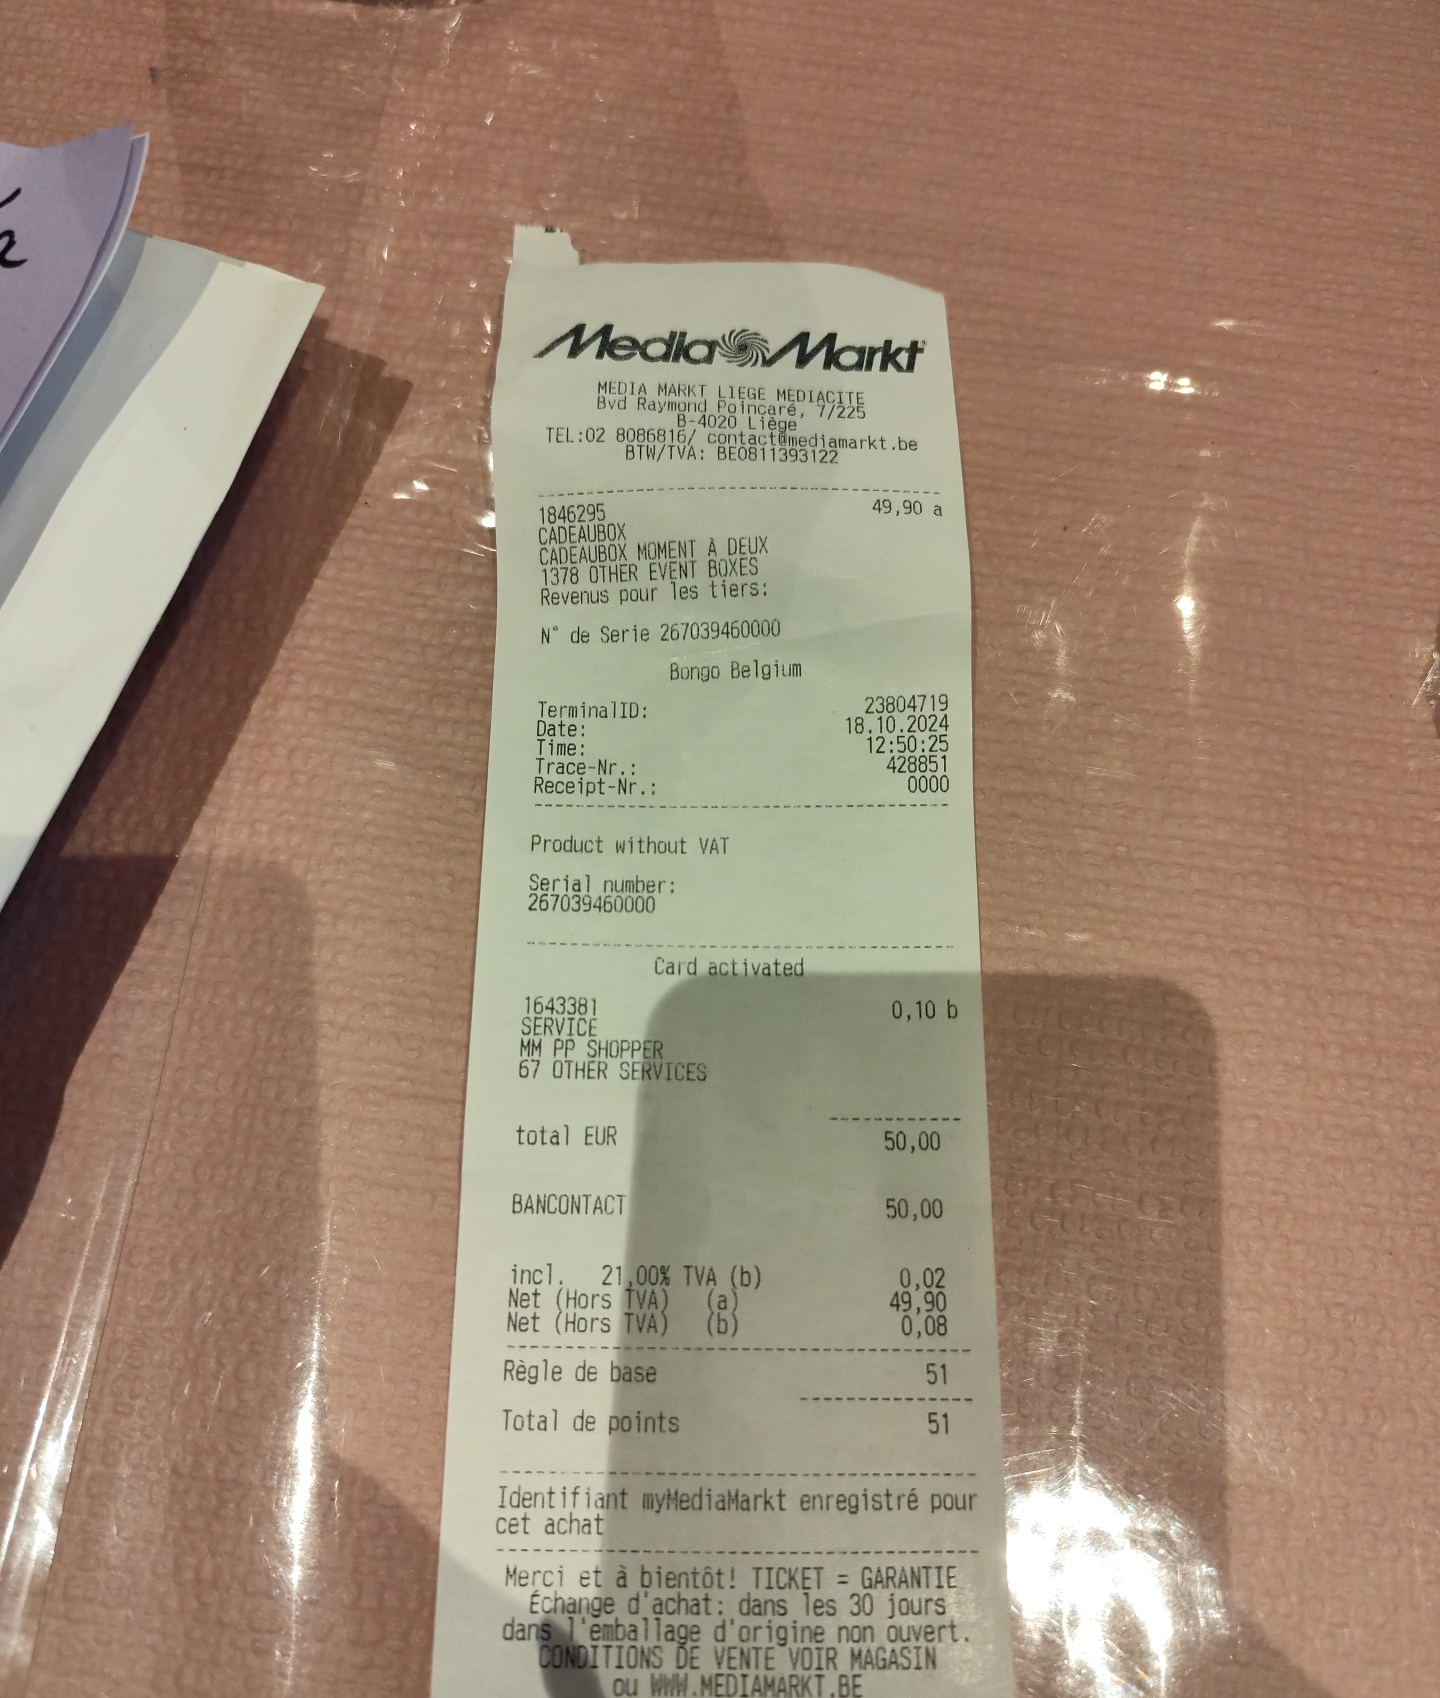 Media Markt
MEDIA MARKT LIEGE MEDIACITE
Bvd Raymond Poincaré, 7/225
B-4020 Liège
TEL:02 8086816/ contact@mediamarkt.be
BTW/TVA: BE0811393122
1846295 49,90 a
CADEAUBOX
CADEAUBOX MOMENT À DEUX
1378 OTHER EVENT BOXES
Revenus pour les tiers:
N° de Serie 267039460000
Bongo Belgium
TerminalID: 23804719
Date: 18.10.2024
Time: 12:50:25
Trace-Nr.: 428851
Receipt-Nr.: 0000
Product without VAT
Serial number:
267039460000
Card activated
1643381 0,10 b
SERVICE
MM PP SHOPPER
67 OTHER SERVICES
total EUR 50,00
BANCONTACT 50,00
incl. 21,00% TVA (b) 0,02
Net (Hors TVA) (a) 49,90
Net (Hors TVA) (b) 0,08
Règle de base 51
Total de points 51
Identifiant myMediaMarkt enregistré pour
cet achat
Merci et à bientôt! TICKET = GARANTIE
Échange d'achat: dans les 30 jours
dans l'emballage d'origine non ouvert.
CONDITIONS DE VENTE VOIR MAGASIN
ou WWW.MEDIAMARKT.BE